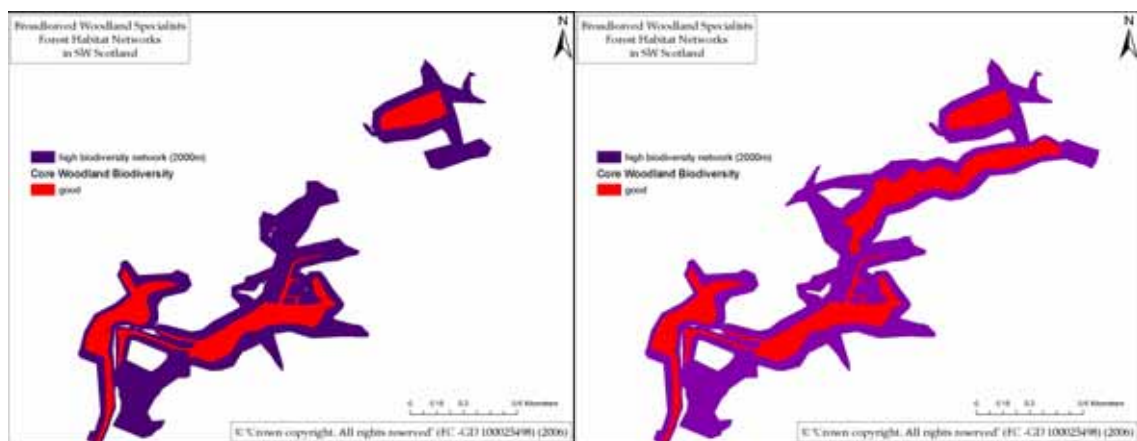 Broadleaved Woodland Specialists
Forest Habitat Networks
in SW Scotland
N
high biodiversity network (2000m)
Core Woodland Biodiversity
good
© 'Crown copyright. All rights reserved' (FC -GD 100025498) (2006)
Broadleaved Woodland Specialists
Forest Habitat Networks
in SW Scotland
N
high biodiversity network (2000m)
Core Woodland Biodiversity
good
© 'Crown copyright. All rights reserved' (FC -GD 100025498) (2006)